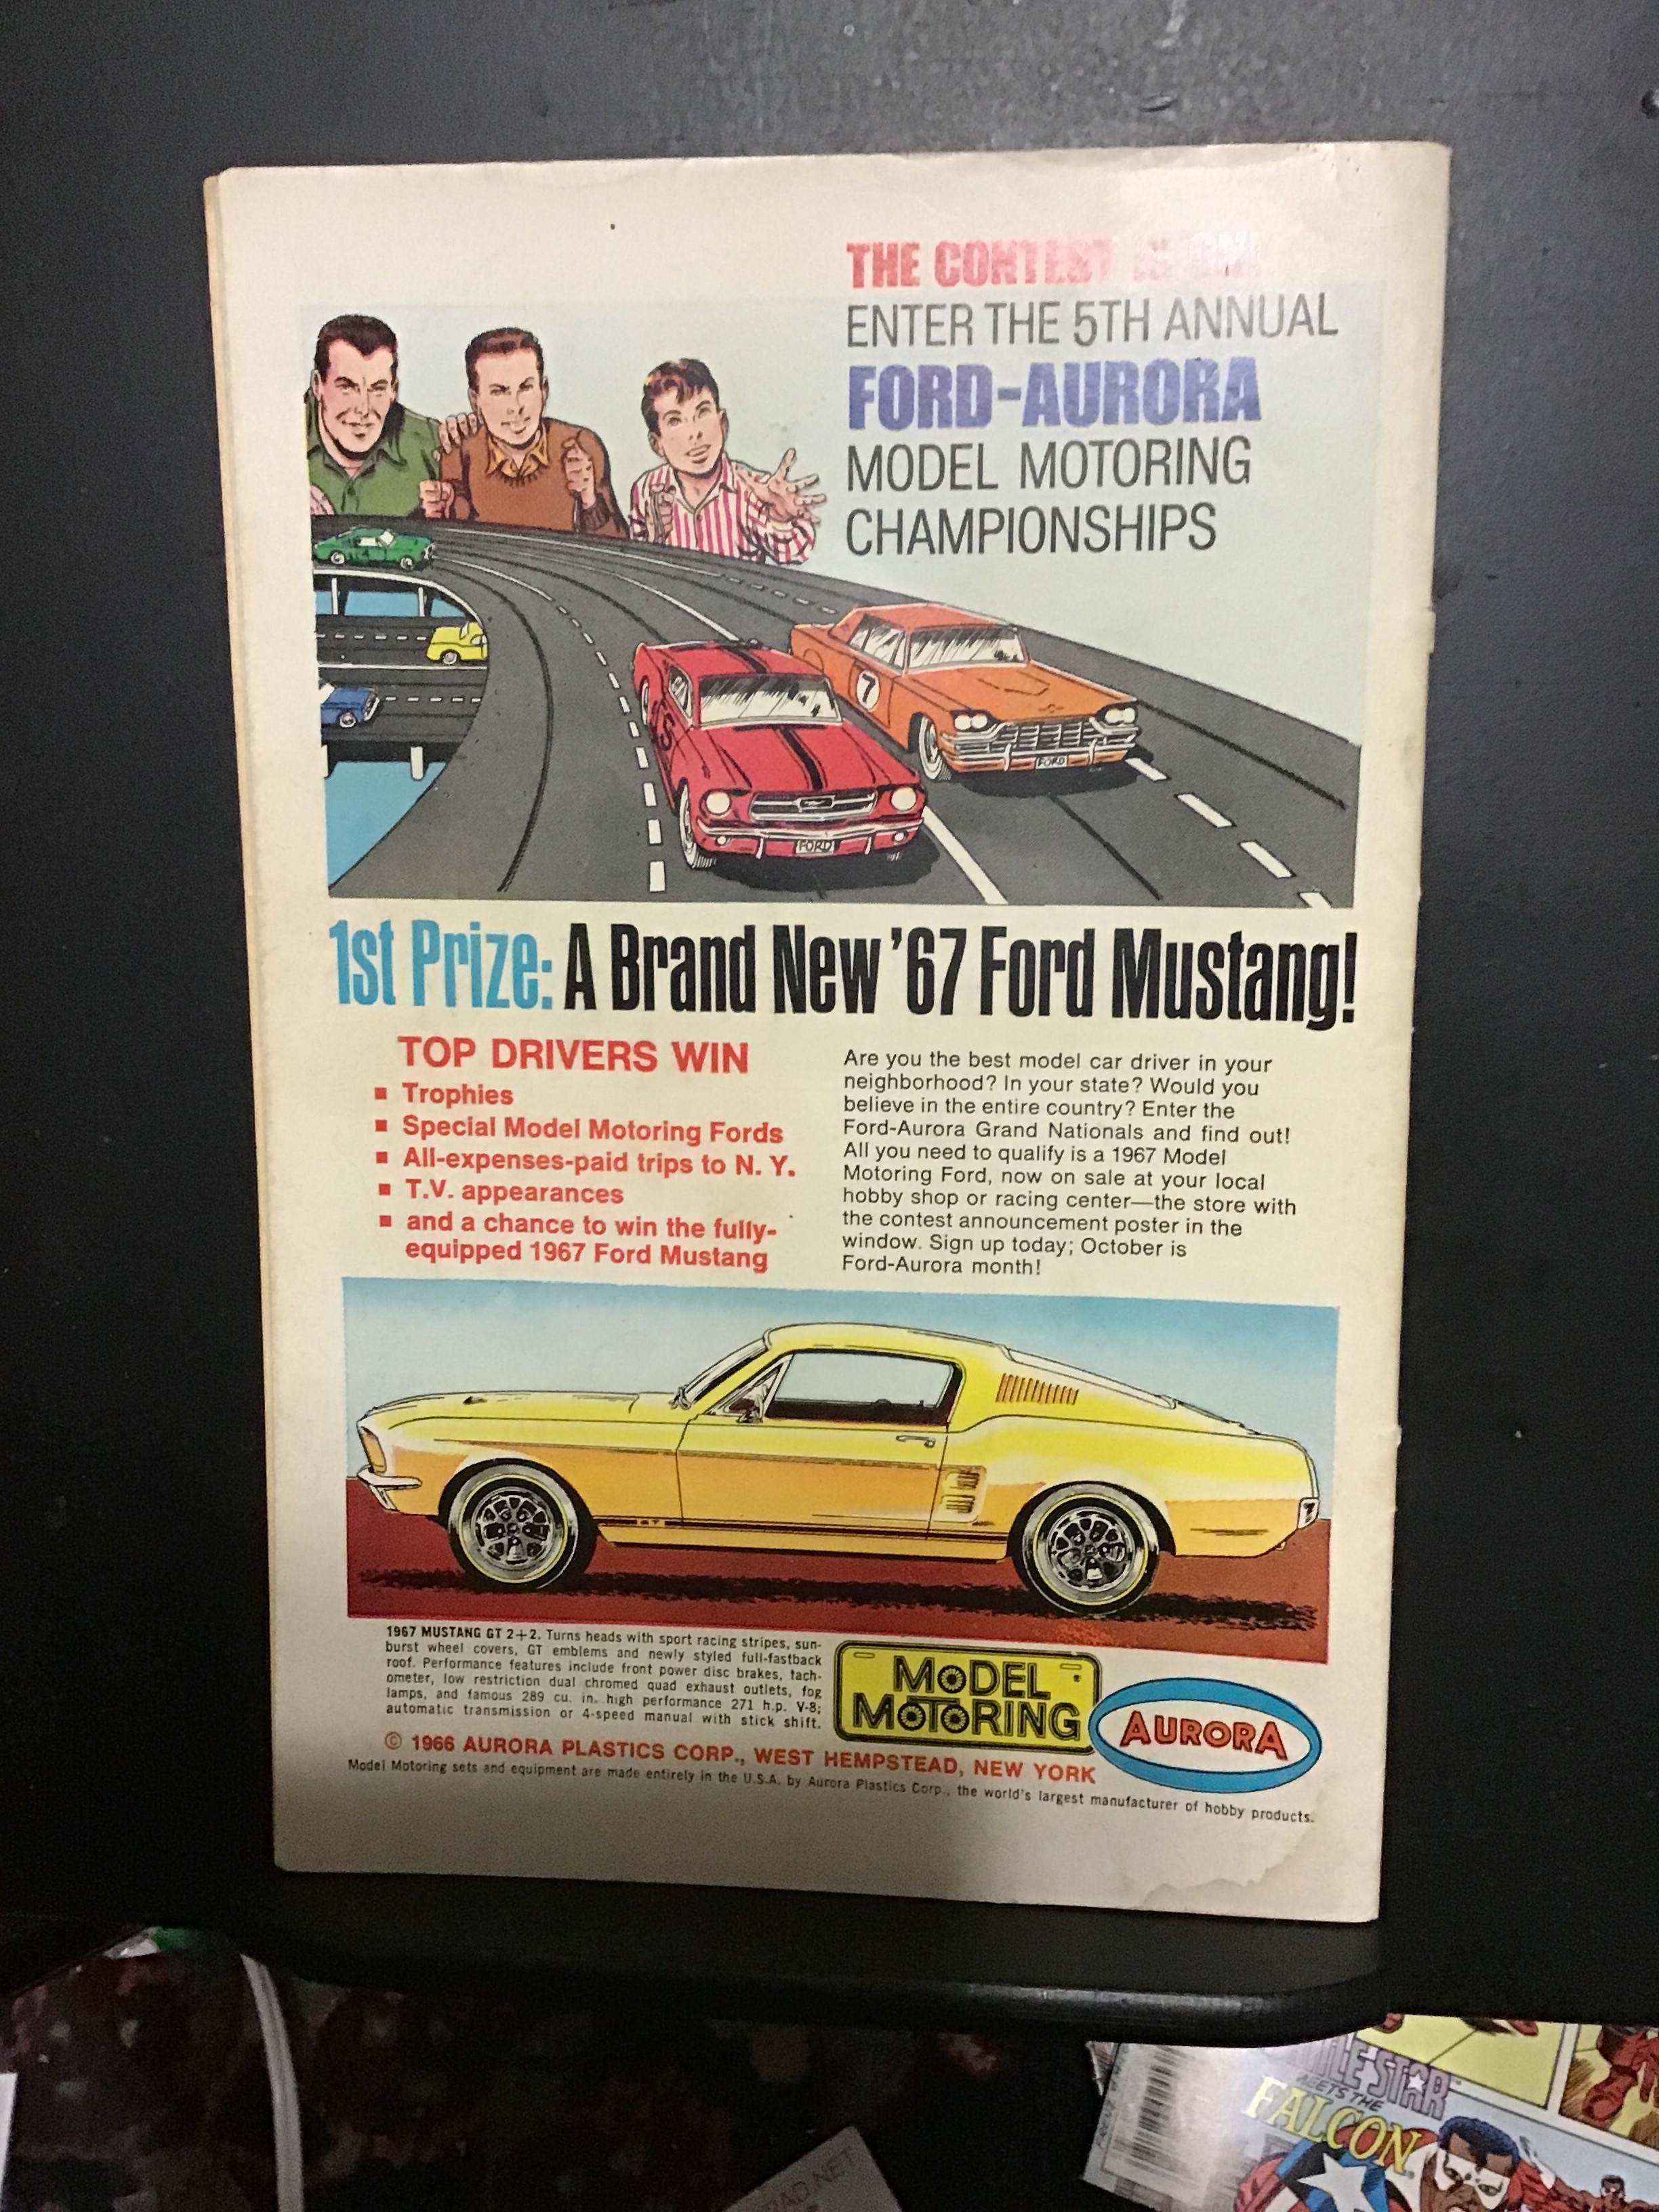 THE CONTEST IS ON!
ENTER THE 5TH ANNUAL
FORD-AURORA
MODEL MOTORING
CHAMPIONSHIPS
4
7
5
FORD
FORD
1st Prize: A Brand New '67 Ford Mustang!
TOP DRIVERS WIN
▪ Trophies
▪ Special Model Motoring Fords
▪ All-expenses-paid trips to N. Y.
▪ T.V. appearances
▪ and a chance to win the fully-
equipped 1967 Ford Mustang
Are you the best model car driver in your
neighborhood? In your state? Would you
believe in the entire country? Enter the
Ford-Aurora Grand Nationals and find out!
All you need to qualify is a 1967 Model
Motoring Ford, now on sale at your local
hobby shop or racing center—the store with
the contest announcement poster in the
window. Sign up today; October is
Ford-Aurora month!
GT
1967 MUSTANG GT 2+2. Turns heads with sport racing stripes, sun-
burst wheel covers, GT emblems and newly styled full-fastback
roof. Performance features include front power disc brakes, tach-
ometer, low restriction dual chromed quad exhaust outlets, fog
lamps, and famous 289 cu. in. high performance 271 h.p. V-8;
automatic transmission or 4-speed manual with stick shift.
MODEL
MOTORING
AURORA
© 1966 AURORA PLASTICS CORP., WEST HEMPSTEAD, NEW YORK
Model Motoring sets and equipment are made entirely in the U.S.A. by Aurora Plastics Corp., the world's largest manufacturer of hobby products.
MEETS THE
FALCON